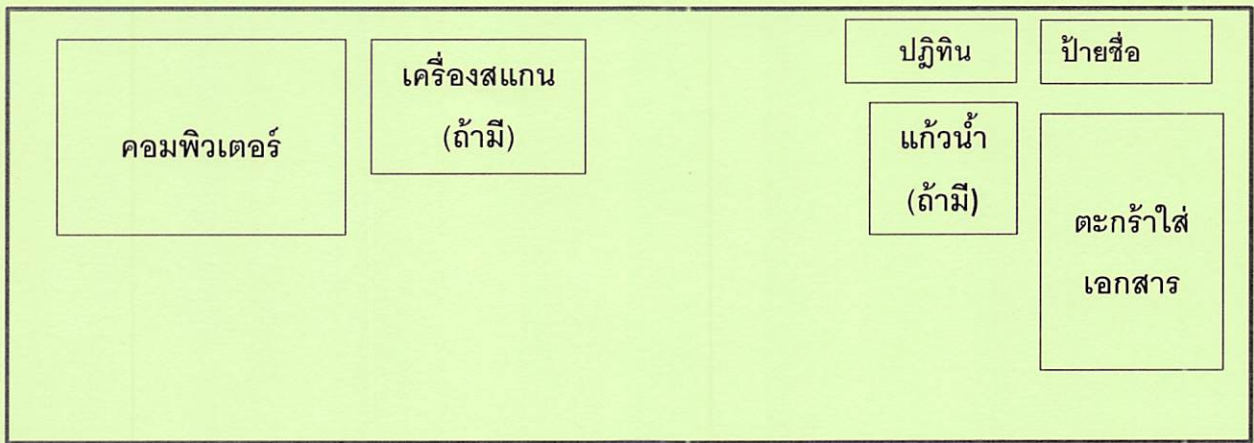 คอมพิวเตอร์
เครื่องสแกน
(ถ้ามี)
ปฎิทิน
ป้ายชื่อ
แก้วน้ำ
(ถ้ามี)
ตะกร้าใส่
เอกสาร